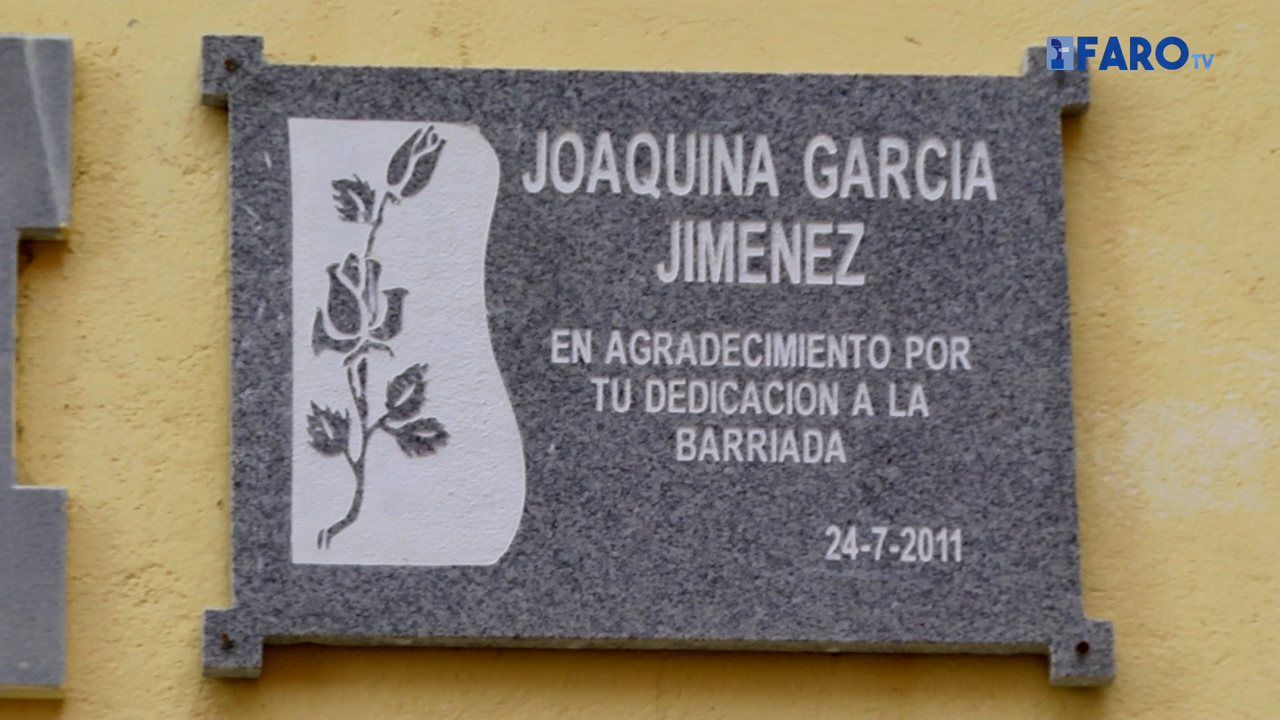 FARO TV
JOAQUINA GARCIA
JIMENEZ
EN AGRADECIMIENTO POR
TU DEDICACION A LA
BARRIADA
24-7-2011